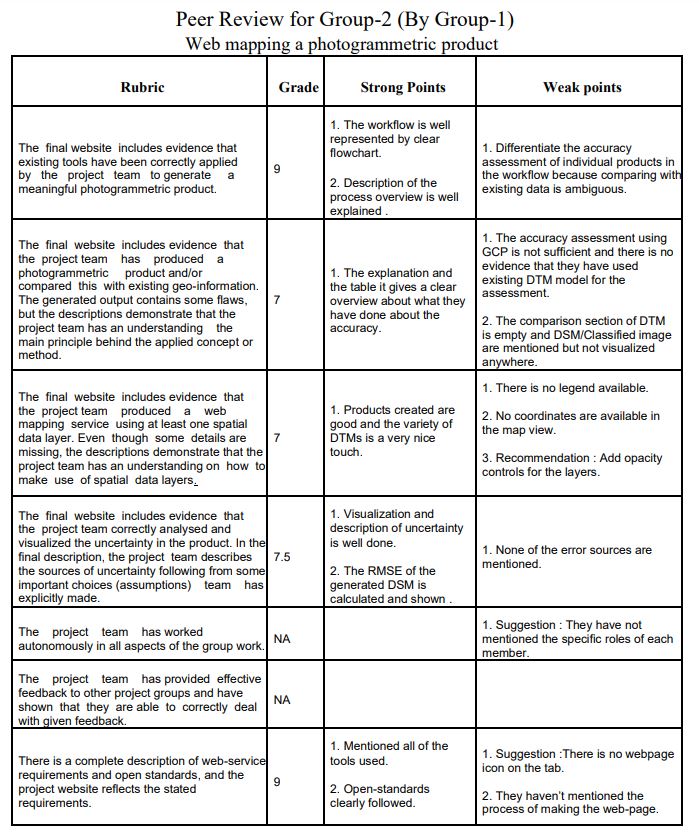 Peer Review for Group-2 (By Group-1)
Web mapping a photogrammetric product
Rubric
Grade
Strong Points
Weak points
The final website includes evidence that
existing tools have been correctly applied
by the project team to generate a
meaningful photogrammetric product.
9
1. The workflow is well
represented by clear
flowchart.
2. Description of the
process overview is well
explained .
1. Differentiate the accuracy
assessment of individual products in
the workflow because comparing with
existing data is ambiguous.
The final website includes evidence that
the project team has produced a
photogrammetric product and/or
compared this with existing geo-information.
The generated output contains some flaws,
but the descriptions demonstrate that the
project team has an understanding the
main principle behind the applied concept or
method.
7
1. The explanation and
the table it gives a clear
overview about what they
have done about the
accuracy.
1. The accuracy assessment using
GCP is not sufficient and there is no
evidence that they have used
existing DTM model for the
assessment.
2. The comparison section of DTM
is empty and DSM/Classified image
are mentioned but not visualized
anywhere.
The final website includes evidence that
the project team produced a web
mapping service using at least one spatial
data layer. Even though some details are
missing, the descriptions demonstrate that the
project team has an understanding on how to
make use of spatial data layers.
7
1. Products created are
good and the variety of
DTMs is a very nice
touch.
1. There is no legend available.
2. No coordinates are available in
the map view.
3. Recommendation : Add opacity
controls for the layers.
The final website includes evidence that
the project team correctly analysed and
visualized the uncertainty in the product. In the
final description, the project team describes
the sources of uncertainty following from some
important choices (assumptions) team has
explicitly made.
7.5
1. Visualization and
description of uncertainty
is well done.
2. The RMSE of the
generated DSM is
calculated and shown .
1. None of the error sources are
mentioned.
The project team has worked
autonomously in all aspects of the group work.
NA
1. Suggestion : They have not
mentioned the specific roles of each
member.
The project team has provided effective
feedback to other project groups and have
shown that they are able to correctly deal
with given feedback.
NA
There is a complete description of web-service
requirements and open standards, and the
project website reflects the stated
requirements.
9
1. Mentioned all of the
tools used.
2. Open-standards
clearly followed.
1. Suggestion :There is no webpage
icon on the tab.
2. They haven't mentioned the
process of making the web-page.